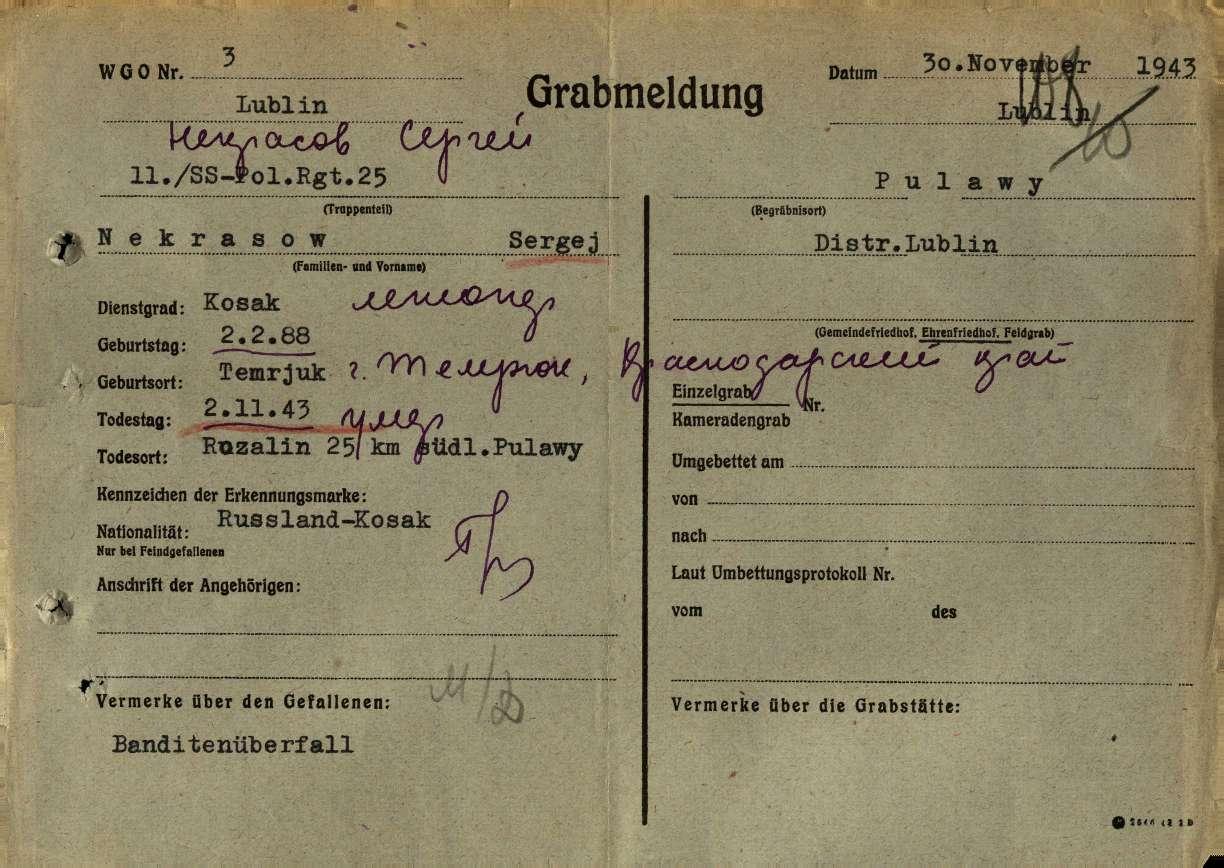 WGO Nr. 3
Lublin
Grabmeldung
Datum 30.November 1943
Lublin
Некрасов Сергей
11./SS-Pol.Rgt.25
(Truppenteil)
Nekrasow Sergej
(Familien- und Vorname)
Dienstgrad: Kosak
Geburtstag: 2.2.88
Geburtsort: Temrjuk г. Темрюк, Краснодарский край
Todestag: 2.11.43
Todesort: Ruzalin 25 km südl.Pulawy
Kennzeichen der Erkennungsmarke:
Nationalität: Russland-Kosak
Nur bei Feindgefallenen
Anschrift der Angehörigen:
Vermerke über den Gefallenen:
Banditenüberfall
Pulawy
(Begräbnisort)
Distr.Lublin
(Gemeindefriedhof, Ehrenfriedhof, Feldgrab)
Einzelgrab
Nr.
Kameradengrab
Umgebettet am
von
nach
Laut Umbettungsprotokoll Nr.
vom des
Vermerke über die Grabstätte: